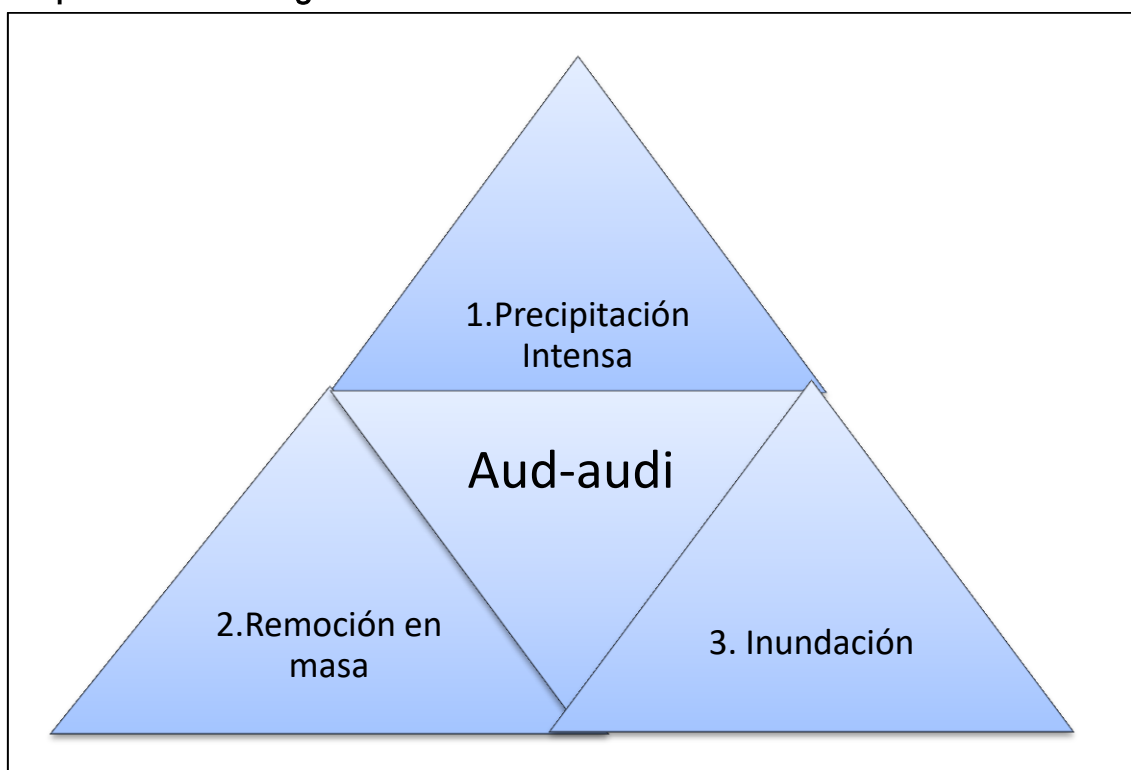 1.Precipitación
Intensa
Aud-audi
2.Remoción en
masa
3. Inundación